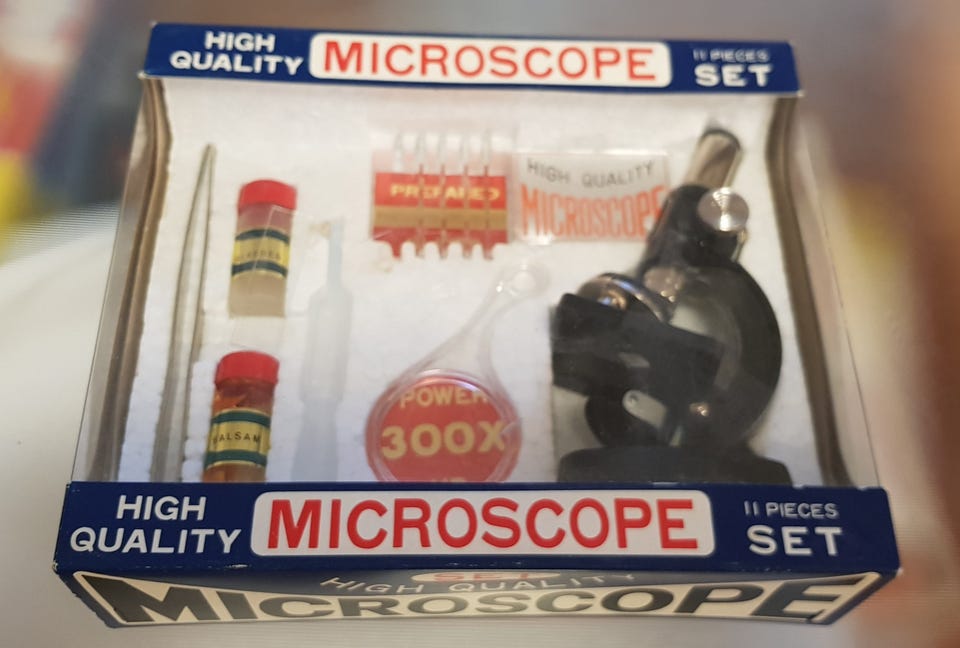 HIGH
QUALITY
MICROSCOPE
11 PIECES
SET
PREPARED
HIGH QUALITY
MICROSCOPE
BALSAM
POWER
300X
HIGH
QUALITY
MICROSCOPE
11 PIECES
SET
SET
HIGH QUALITY
MICROSCOPE